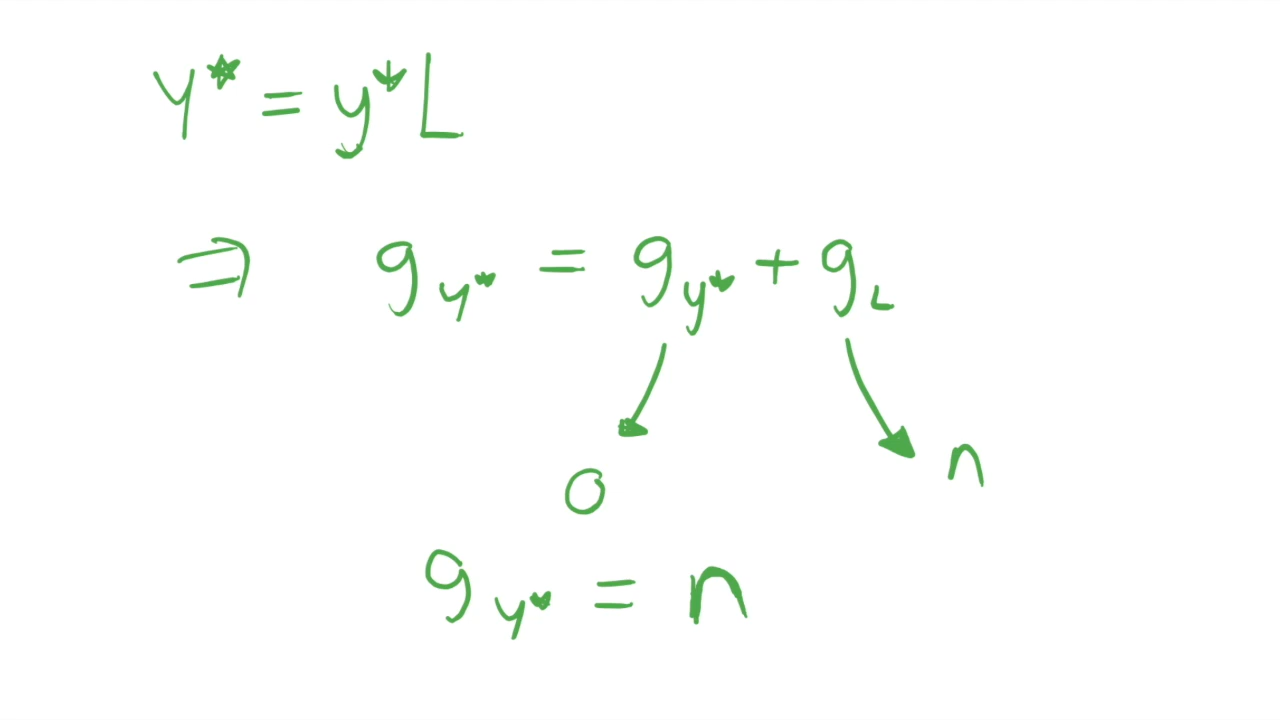 Y* = y* L
⇒ g_Y* = g_y* + g_L
0 n
g_Y* = n